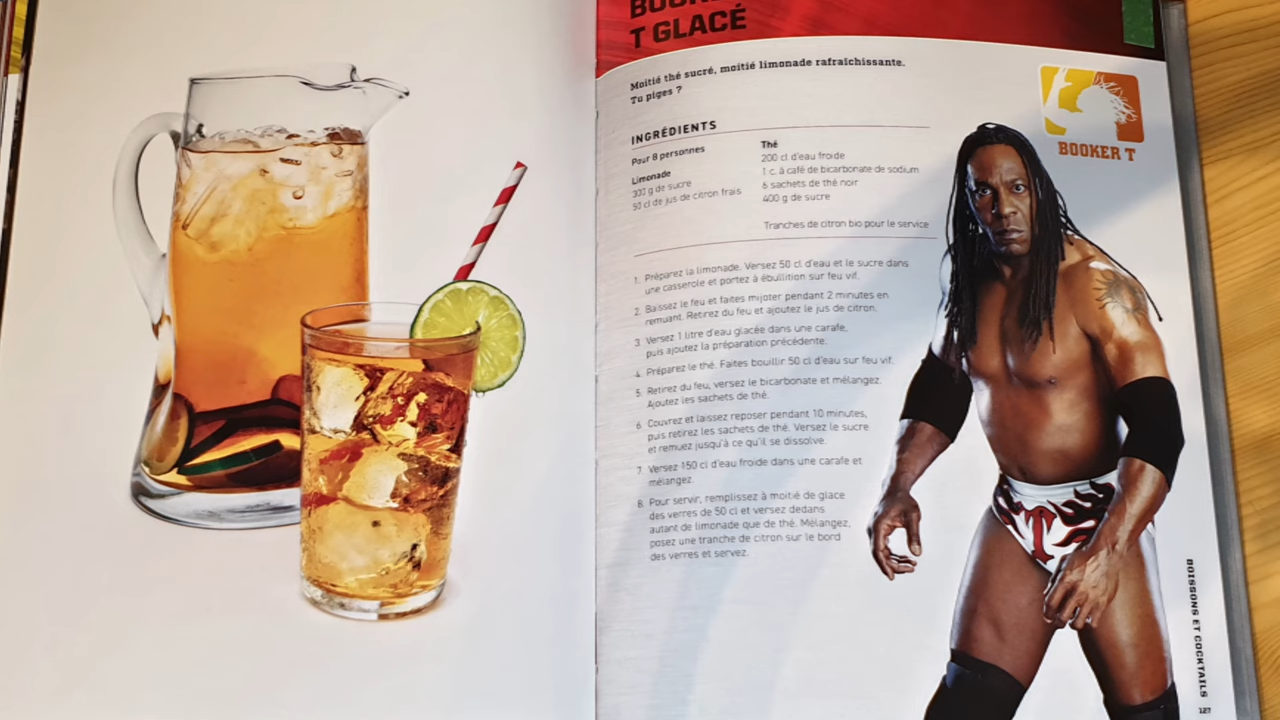 T GLACÉ
Moitié thé sucré, moitié limonade rafraîchissante.
Tu piges ?
INGRÉDIENTS
Pour 8 personnes
Limonade
300 g de sucre
50 cl de jus de citron frais
Thé
200 cl d'eau froide
1 c. à café de bicarbonate de sodium
6 sachets de thé noir
400 g de sucre
Tranches de citron bio pour le service
1. Préparez la limonade. Versez 50 cl d'eau et le sucre dans
une casserole et portez à ébullition sur feu vif.
2. Baissez le feu et faites mijoter pendant 2 minutes en
remuant. Retirez du feu et ajoutez le jus de citron.
3. Versez 1 litre d'eau glacée dans une carafe,
puis ajoutez la préparation précédente.
4. Préparez le thé. Faites bouillir 50 cl d'eau sur feu vif.
5. Retirez du feu, versez le bicarbonate et mélangez.
Ajoutez les sachets de thé.
6. Couvrez et laissez reposer pendant 10 minutes,
puis retirez les sachets de thé. Versez le sucre
et remuez jusqu'à ce qu'il se dissolve.
7. Versez 150 cl d'eau froide dans une carafe et
mélangez.
8. Pour servir, remplissez à moitié de glace
des verres de 50 cl et versez dedans
autant de limonade que de thé. Mélangez,
posez une tranche de citron sur le bord
des verres et servez.
BOOKER T
T
BOISSONS ET COCKTAILS
127